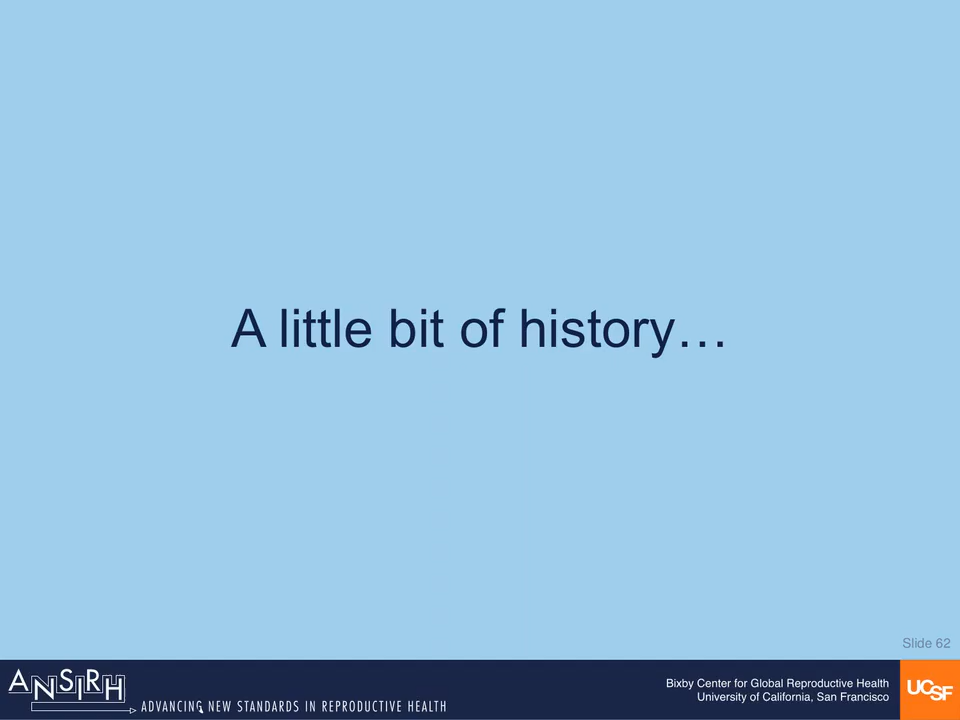 A little bit of history…
Slide 62
ANSIRH
ADVANCING NEW STANDARDS IN REPRODUCTIVE HEALTH
Bixby Center for Global Reproductive Health
University of California, San Francisco
UCSF